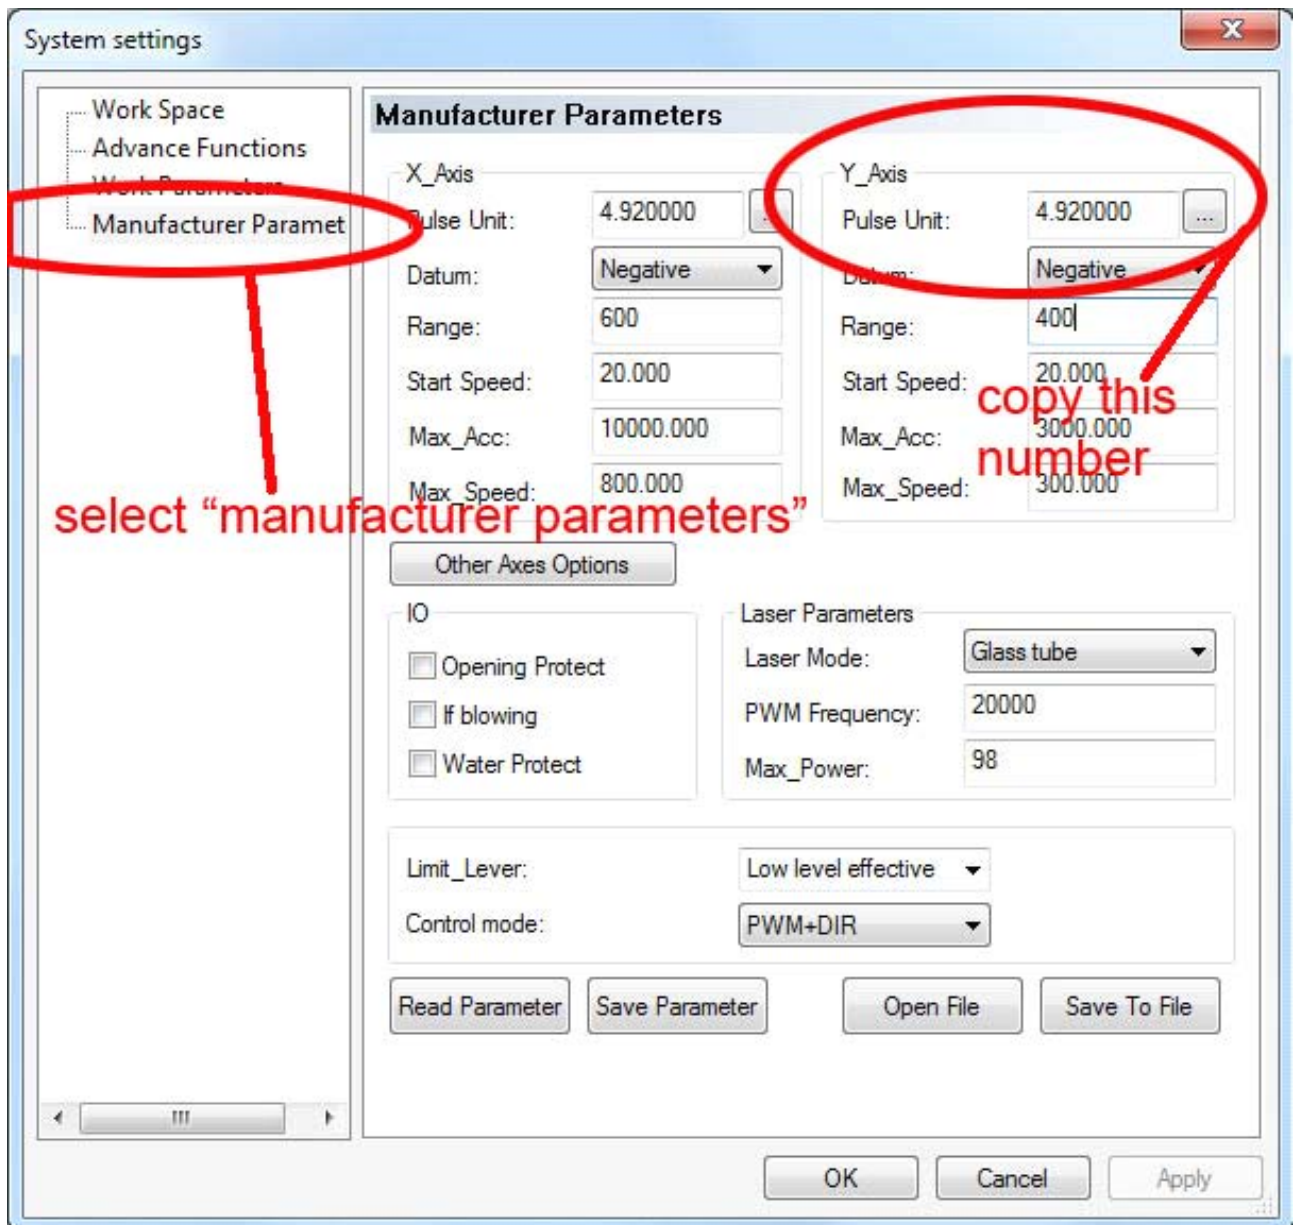 System settings
Work Space
Advance Functions
Work Parameters
Manufacturer Paramet
Manufacturer Parameters
X_Axis
Pulse Unit: 4.920000 ...
Datum: Negative
Range: 600
Start Speed: 20.000
Max_Acc: 10000.000
Max_Speed: 800.000
Y_Axis
Pulse Unit: 4.920000 ...
Datum: Negative
Range: 400
Start Speed: 20.000
Max_Acc: 3000.000
Max_Speed: 300.000
copy this
number
select “manufacturer parameters”
Other Axes Options
IO
Opening Protect
If blowing
Water Protect
Laser Parameters
Laser Mode: Glass tube
PWM Frequency: 20000
Max_Power: 98
Limit_Lever: Low level effective
Control mode: PWM+DIR
Read Parameter Save Parameter Open File Save To File
OK Cancel Apply